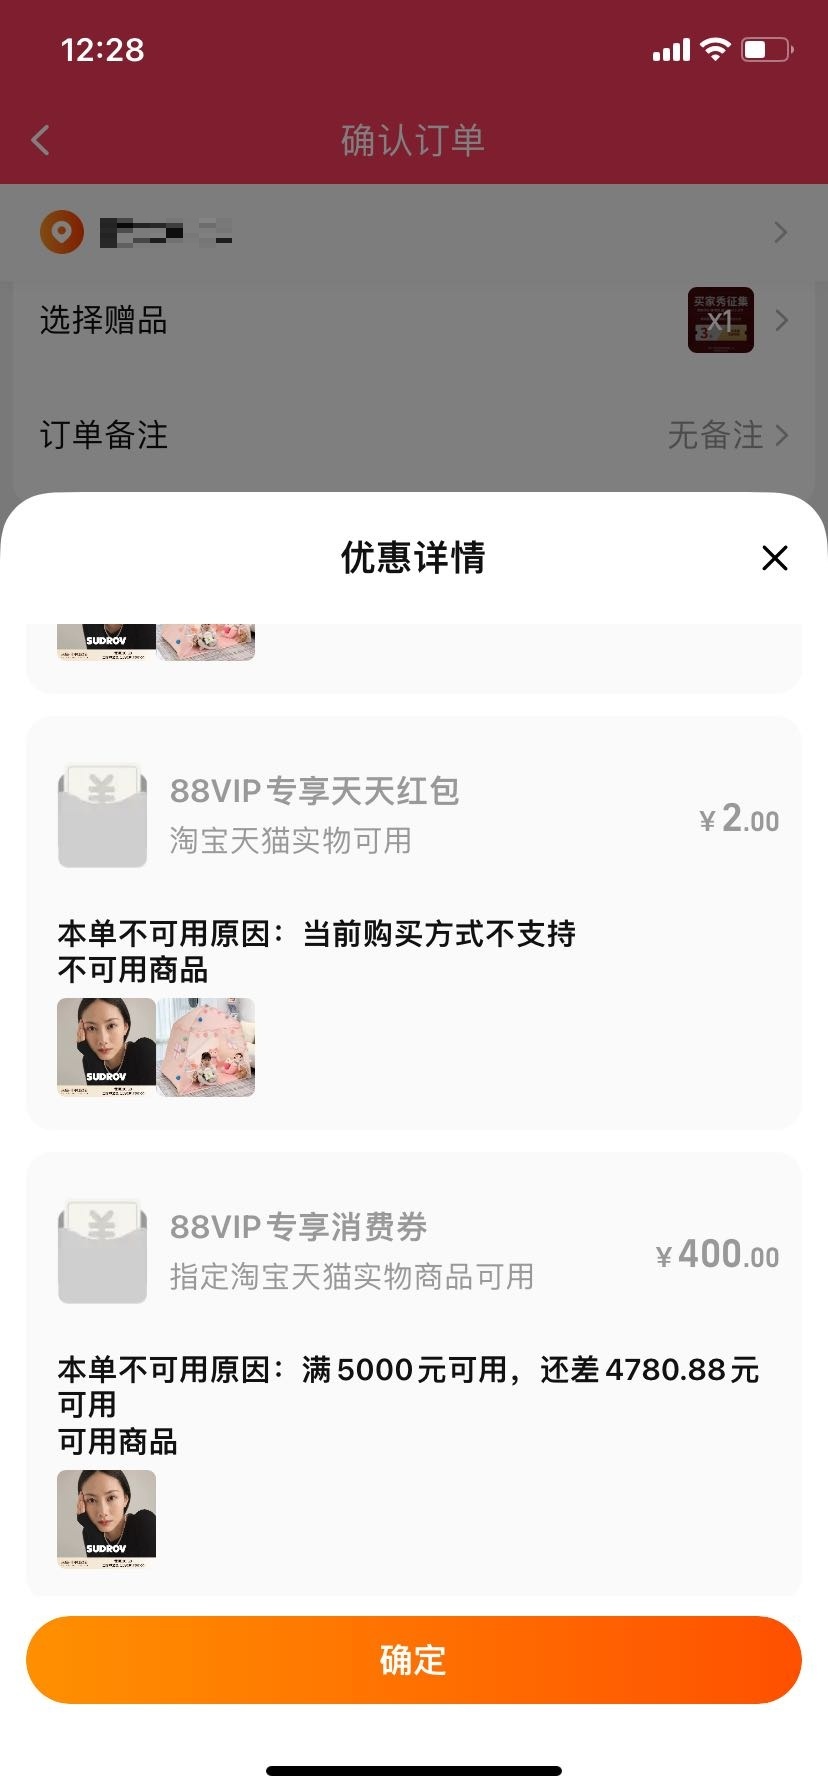 12:28
确认订单
选择赠品
买家秀征集
x1
订单备注
无备注
优惠详情
SUDROV
88VIP专享天天红包
¥2.00
淘宝天猫实物可用
本单不可用原因：当前购买方式不支持
不可用商品
SUDROV
88VIP专享消费券
¥400.00
指定淘宝天猫实物商品可用
本单不可用原因：满5000元可用，还差4780.88元
可用
可用商品
SUDROV
确定